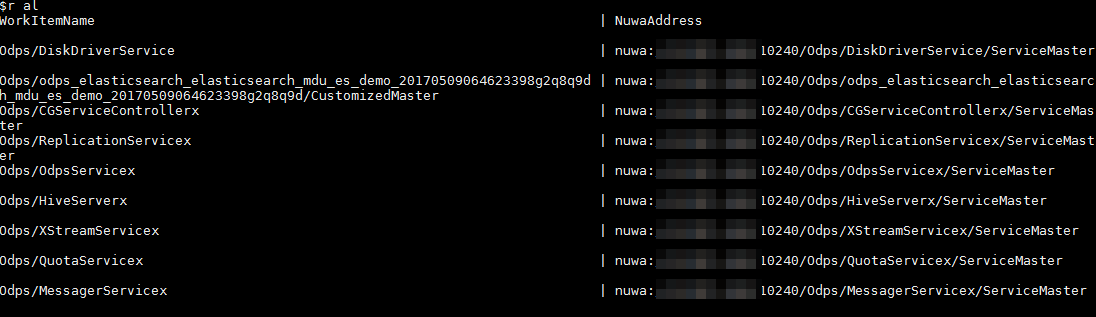 $r al
WorkItemName | NuwaAddress
Odps/DiskDriverService | nuwa: 10240/Odps/DiskDriverService/ServiceMaster
Odps/odps_elasticsearch_elasticsearch_mdu_es_demo_20170509064623398g2q8q9d | nuwa: 10240/Odps/odps_elasticsearch_elasticsearc
h_mdu_es_demo_20170509064623398g2q8q9d/CustomizedMaster
Odps/CGServiceControllerx | nuwa: 10240/Odps/CGServiceControllerx/ServiceMas
ter
Odps/ReplicationServicex | nuwa: 10240/Odps/ReplicationServicex/ServiceMast
er
Odps/OdpsServicex | nuwa: 10240/Odps/OdpsServicex/ServiceMaster
Odps/HiveServerx | nuwa: 10240/Odps/HiveServerx/ServiceMaster
Odps/XStreamServicex | nuwa: 10240/Odps/XStreamServicex/ServiceMaster
Odps/QuotaServicex | nuwa: 10240/Odps/QuotaServicex/ServiceMaster
Odps/MessagerServicex | nuwa: 10240/Odps/MessagerServicex/ServiceMaster